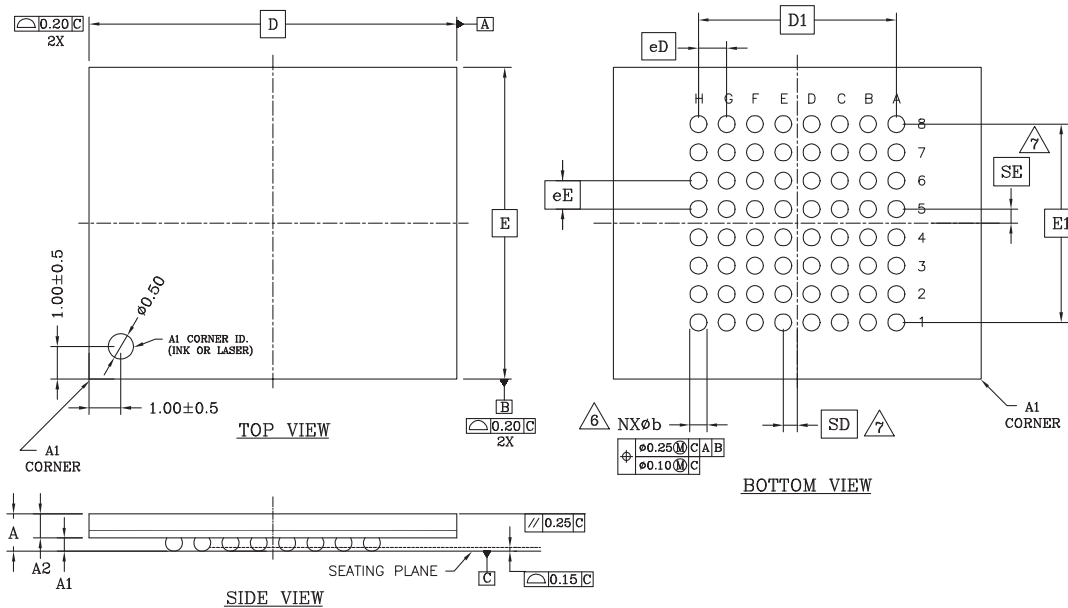 0.20 C
2X
D
A
E
1.00±0.5
ø0.50
A1 CORNER ID.
(INK OR LASER)
1.00±0.5
B
0.20 C
2X
TOP VIEW
A1
CORNER
D1
eD
H G F E D C B A
8
7
6
5
4
3
2
1
7
SE
eE
E1
6 NXøb
ø0.25 M C A B
ø0.10 M C
SD 7
A1
CORNER
BOTTOM VIEW
A
A2
A1
// 0.25 C
SEATING PLANE
C
0.15 C
SIDE VIEW